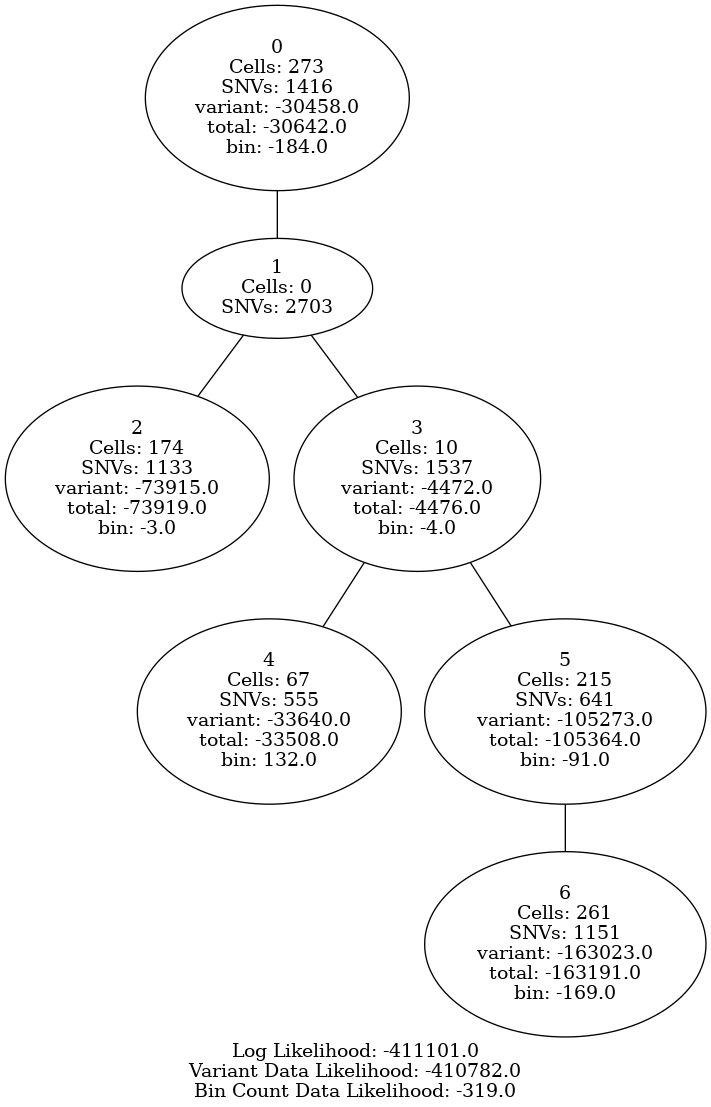 0
Cells: 273
SNVs: 1416
variant: -30458.0
total: -30642.0
bin: -184.0
1
Cells: 0
SNVs: 2703
2
Cells: 174
SNVs: 1133
variant: -73915.0
total: -73919.0
bin: -3.0
3
Cells: 10
SNVs: 1537
variant: -4472.0
total: -4476.0
bin: -4.0
4
Cells: 67
SNVs: 555
variant: -33640.0
total: -33508.0
bin: 132.0
5
Cells: 215
SNVs: 641
variant: -105273.0
total: -105364.0
bin: -91.0
6
Cells: 261
SNVs: 1151
variant: -163023.0
total: -163191.0
bin: -169.0
Log Likelihood: -411101.0
Variant Data Likelihood: -410782.0
Bin Count Data Likelihood: -319.0